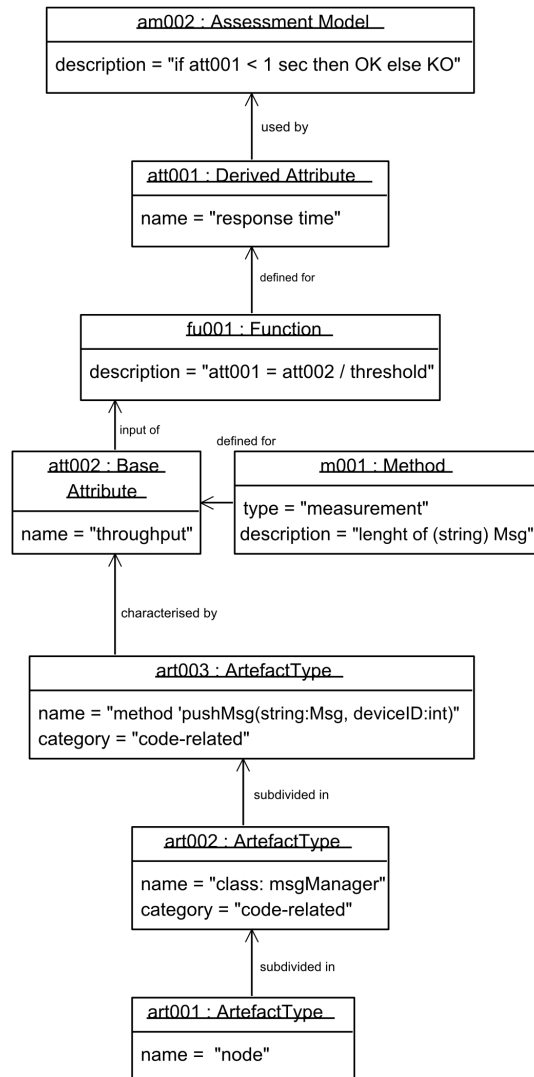 am002 : Assessment Model
description = "if att001 < 1 sec then OK else KO"
used by
att001 : Derived Attribute
name = "response time"
defined for
fu001 : Function
description = "att001 = att002 / threshold"
input of
defined for
att002 : Base
Attribute
name = "throughput"
m001 : Method
type = "measurement"
description = "lenght of (string) Msg"
characterised by
art003 : ArtefactType
name = "method 'pushMsg(string:Msg, deviceID:int)"
category = "code-related"
subdivided in
art002 : ArtefactType
name = "class: msgManager"
category = "code-related"
subdivided in
art001 : ArtefactType
name =  "node"